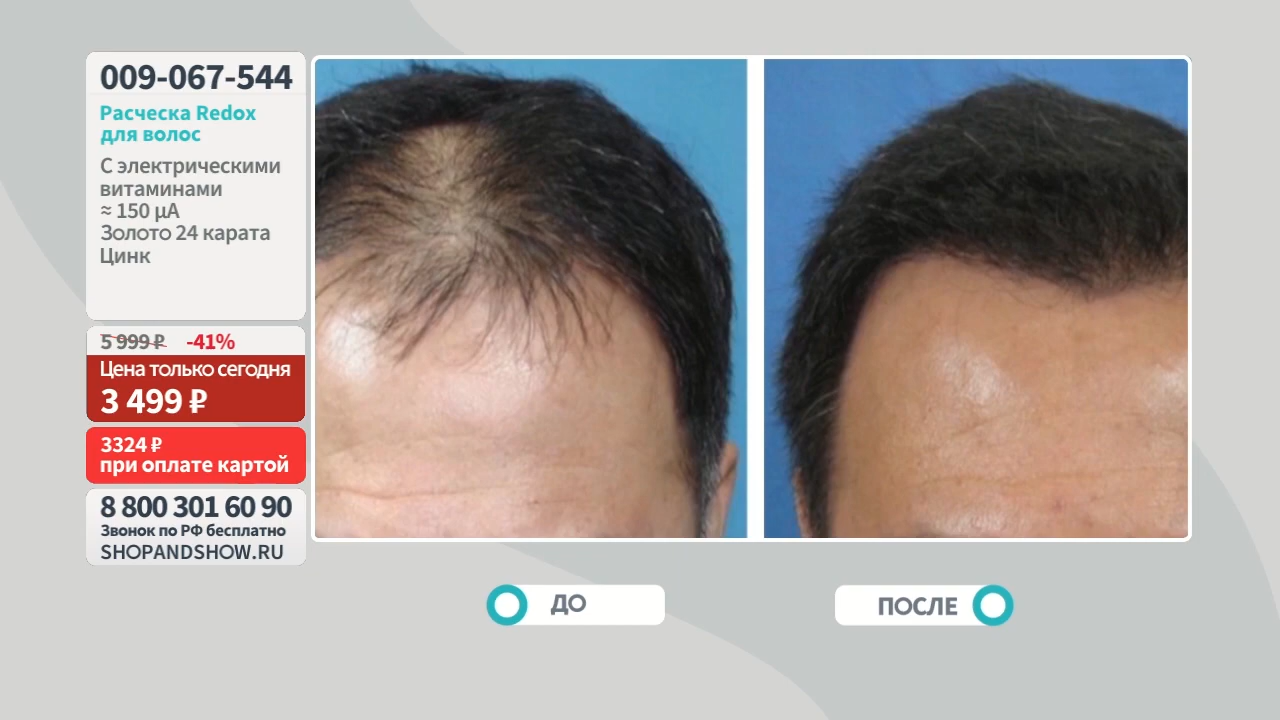 009-067-544
Расческа Redox
для волос
С электрическими
витаминами
≈ 150 μA
Золото 24 карата
Цинк
5 999 ₽ -41%
Цена только сегодня
3 499 ₽
3324 ₽
при оплате картой
8 800 301 60 90
Звонок по РФ бесплатно
SHOPANDSHOW.RU
ДО
ПОСЛЕ